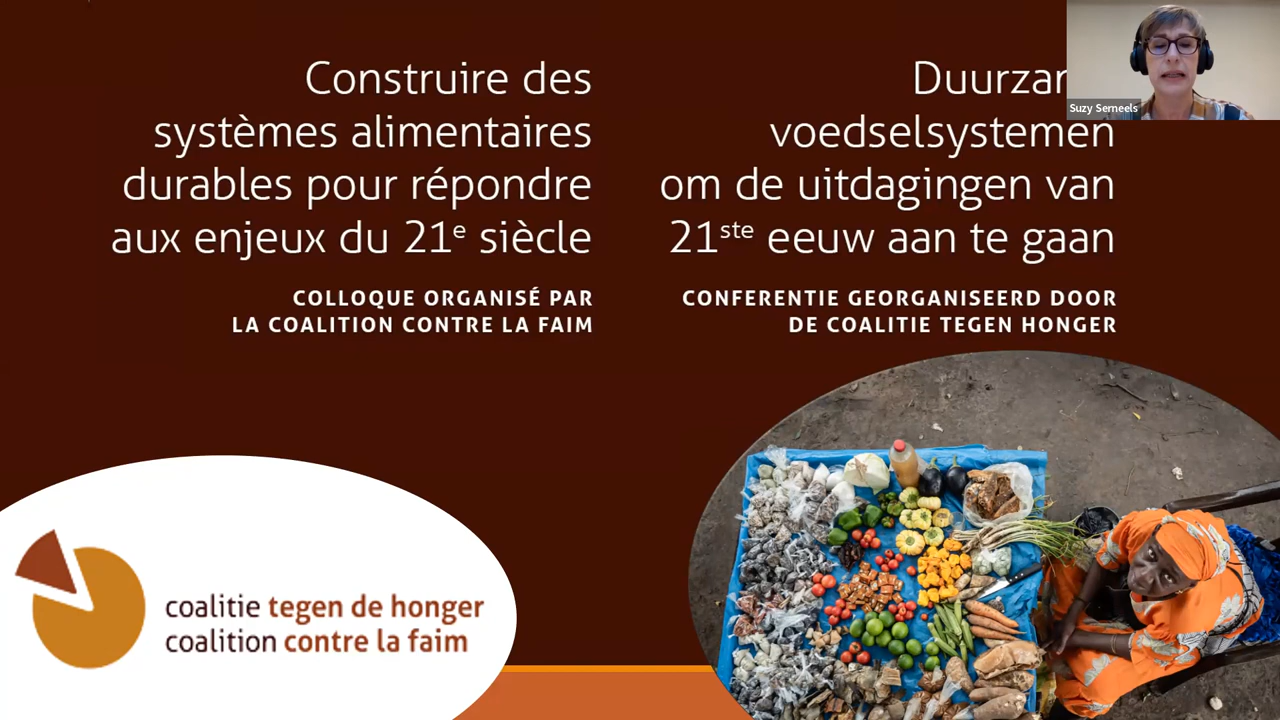 Construire des
systèmes alimentaires
durables pour répondre
aux enjeux du 21e siècle
COLLOQUE ORGANISÉ PAR
LA COALITION CONTRE LA FAIM
voedselsystemen
om de uitdagingen van
21ste eeuw aan te gaan
CONFERENTIE GEORGANISEERD DOOR
DE COALITIE TEGEN HONGER
Suzy Serneels
coalitie tegen de honger
coalition contre la faim